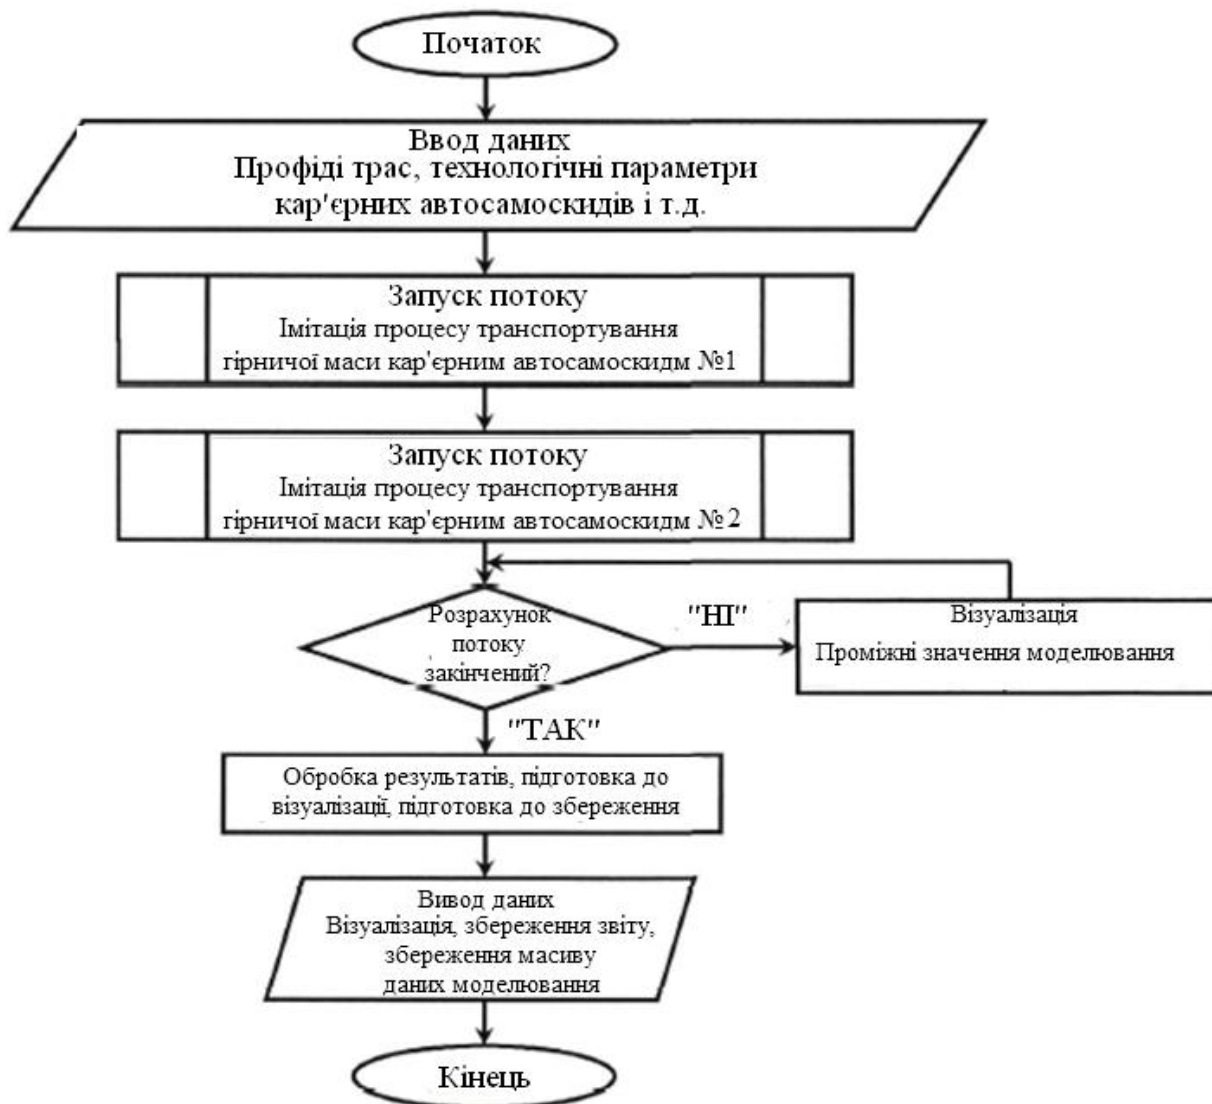 Початок
Ввод даних
Профіді трас, технологічні параметри
кар'єрних автосамоскидів і т.д.
Запуск потоку
Імітація процесу транспортування
гірничої маси кар'єрним автосамоскидм №1
Запуск потоку
Імітація процесу транспортування
гірничої маси кар'єрним автосамоскидм №2
Розрахунок
потоку
закінчений?
"НІ"
Візуалізація
Проміжні значення моделювання
"ТАК"
Обробка результатів, підготовка до
візуалізації, підготовка до збереження
Вивод даних
Візуалізація, збереження звіту,
збереження масиву
даних моделювання
Кінець